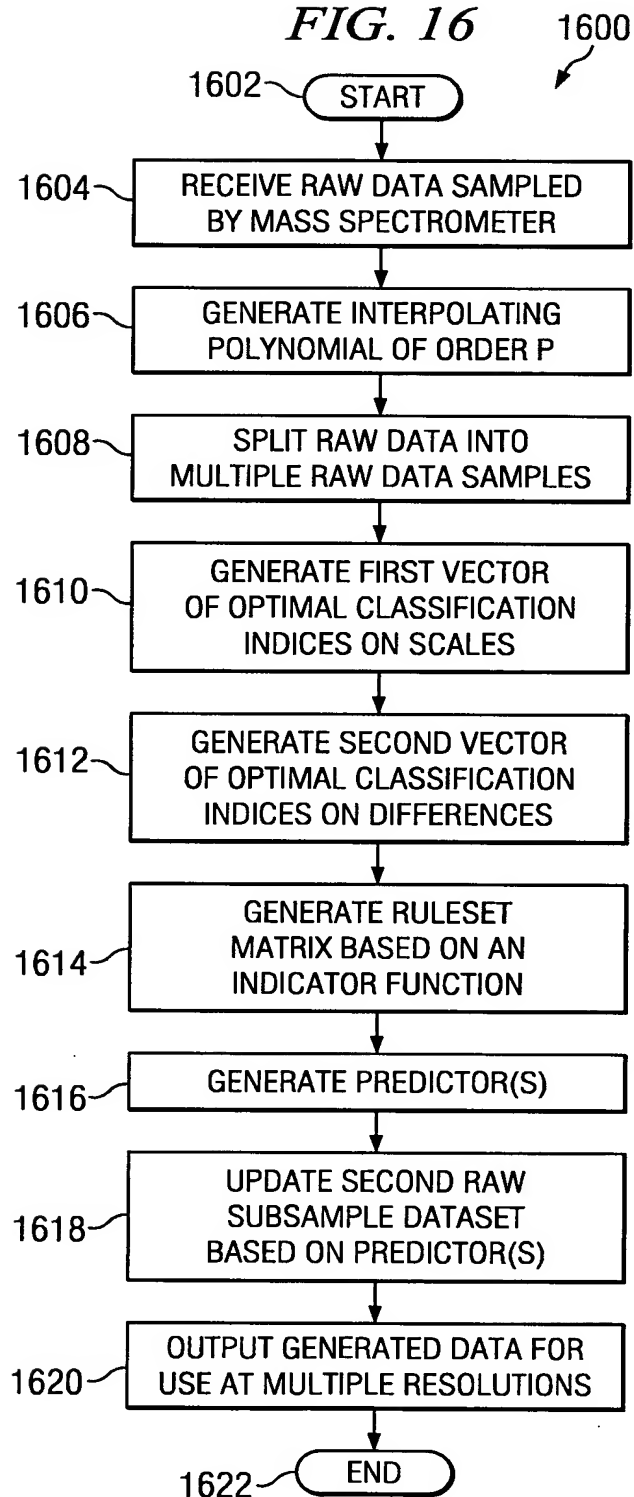 FIG. 16
1600
1602
START
1604
RECEIVE RAW DATA SAMPLED
BY MASS SPECTROMETER
1606
GENERATE INTERPOLATING
POLYNOMIAL OF ORDER P
1608
SPLIT RAW DATA INTO
MULTIPLE RAW DATA SAMPLES
1610
GENERATE FIRST VECTOR
OF OPTIMAL CLASSIFICATION
INDICES ON SCALES
1612
GENERATE SECOND VECTOR
OF OPTIMAL CLASSIFICATION
INDICES ON DIFFERENCES
1614
GENERATE RULESET
MATRIX BASED ON AN
INDICATOR FUNCTION
1616
GENERATE PREDICTOR(S)
1618
UPDATE SECOND RAW
SUBSAMPLE DATASET
BASED ON PREDICTOR(S)
1620
OUTPUT GENERATED DATA FOR
USE AT MULTIPLE RESOLUTIONS
1622
END